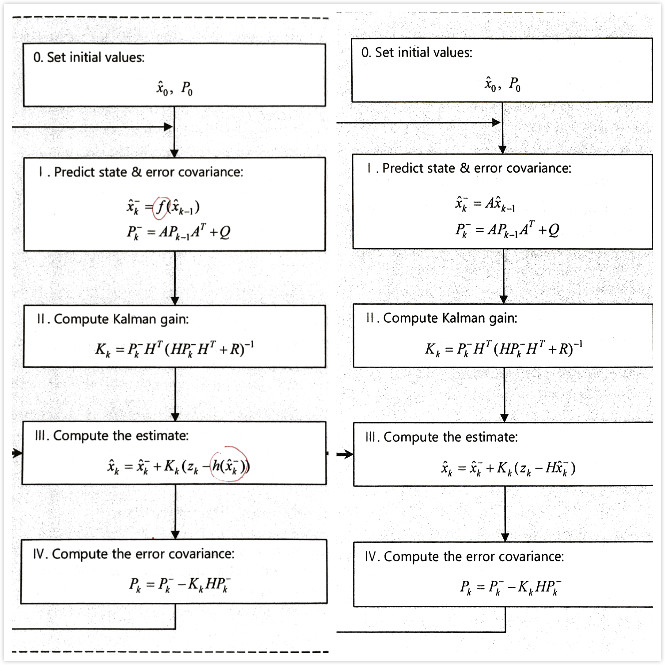 0. Set initial values:
x̂₀, P₀
Ⅰ. Predict state & error covariance:
x̂ₖ⁻ = f(x̂ₖ₋₁)
Pₖ⁻ = APₖ₋₁Aᵀ + Q
Ⅱ. Compute Kalman gain:
Kₖ = Pₖ⁻Hᵀ(HPₖ⁻Hᵀ + R)⁻¹
Ⅲ. Compute the estimate:
x̂ₖ = x̂ₖ⁻ + Kₖ(zₖ − h(x̂ₖ⁻))
Ⅳ. Compute the error covariance:
Pₖ = Pₖ⁻ − KₖHPₖ⁻
0. Set initial values:
x̂₀, P₀
Ⅰ. Predict state & error covariance:
x̂ₖ⁻ = Ax̂ₖ₋₁
Pₖ⁻ = APₖ₋₁Aᵀ + Q
Ⅱ. Compute Kalman gain:
Kₖ = Pₖ⁻Hᵀ(HPₖ⁻Hᵀ + R)⁻¹
Ⅲ. Compute the estimate:
x̂ₖ = x̂ₖ⁻ + Kₖ(zₖ − Hx̂ₖ⁻)
Ⅳ. Compute the error covariance:
Pₖ = Pₖ⁻ − KₖHPₖ⁻